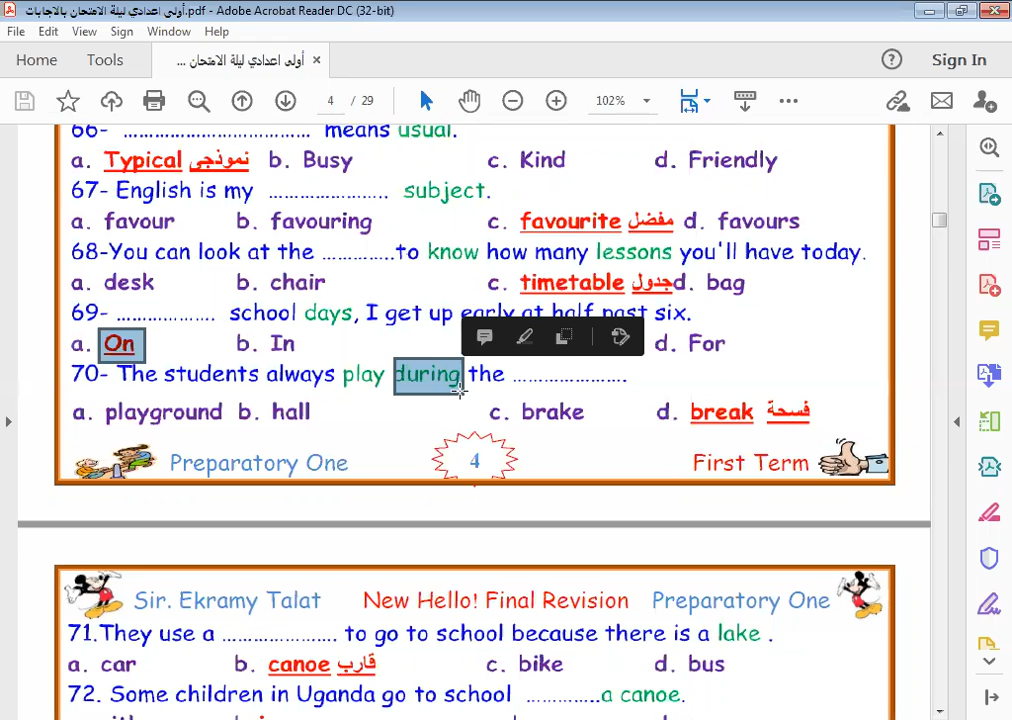 أولى اعدادي ليلة الامتحان بالاجابات.pdf - Adobe Acrobat Reader DC (32-bit)
File Edit View Sign Window Help
Home Tools أولى اعدادي ليلة الامتحان ... × Sign In
4 / 29 102%
66- ................................ means usual.
a. Typical نموذجى b. Busy c. Kind d. Friendly
67- English is my ..................... subject.
a. favour b. favouring c. favourite مفضل d. favours
68-You can look at the .............to know how many lessons you'll have today.
a. desk b. chair c. timetable جدول d. bag
69- ................. school days, I get up early at half past six.
a. On b. In d. For
70- The students always play during the .....................
a. playground b. hall c. brake d. break فسحة
Preparatory One 4 First Term
Sir. Ekramy Talat New Hello! Final Revision Preparatory One
71.They use a ..................... to go to school because there is a lake .
a. car b. canoe قارب c. bike d. bus
72. Some children in Uganda go to school .............a canoe.